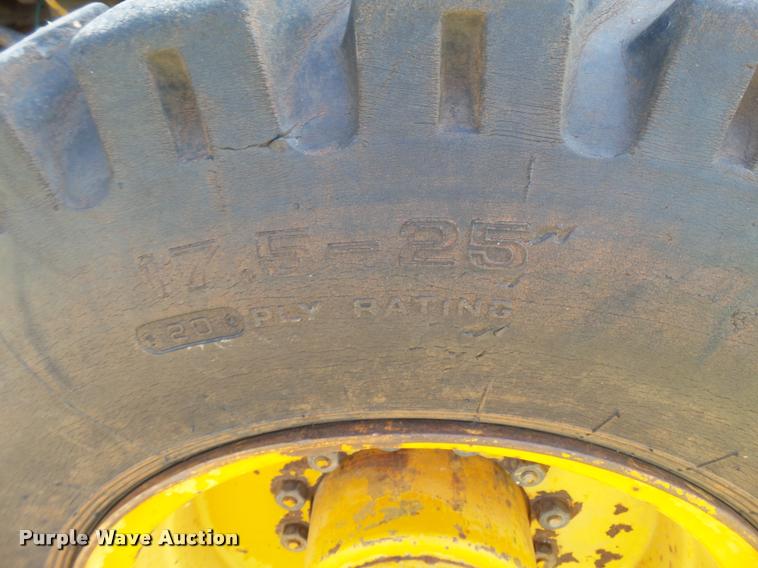 17.5-25
20 PLY RATING
Purple Wave Auction